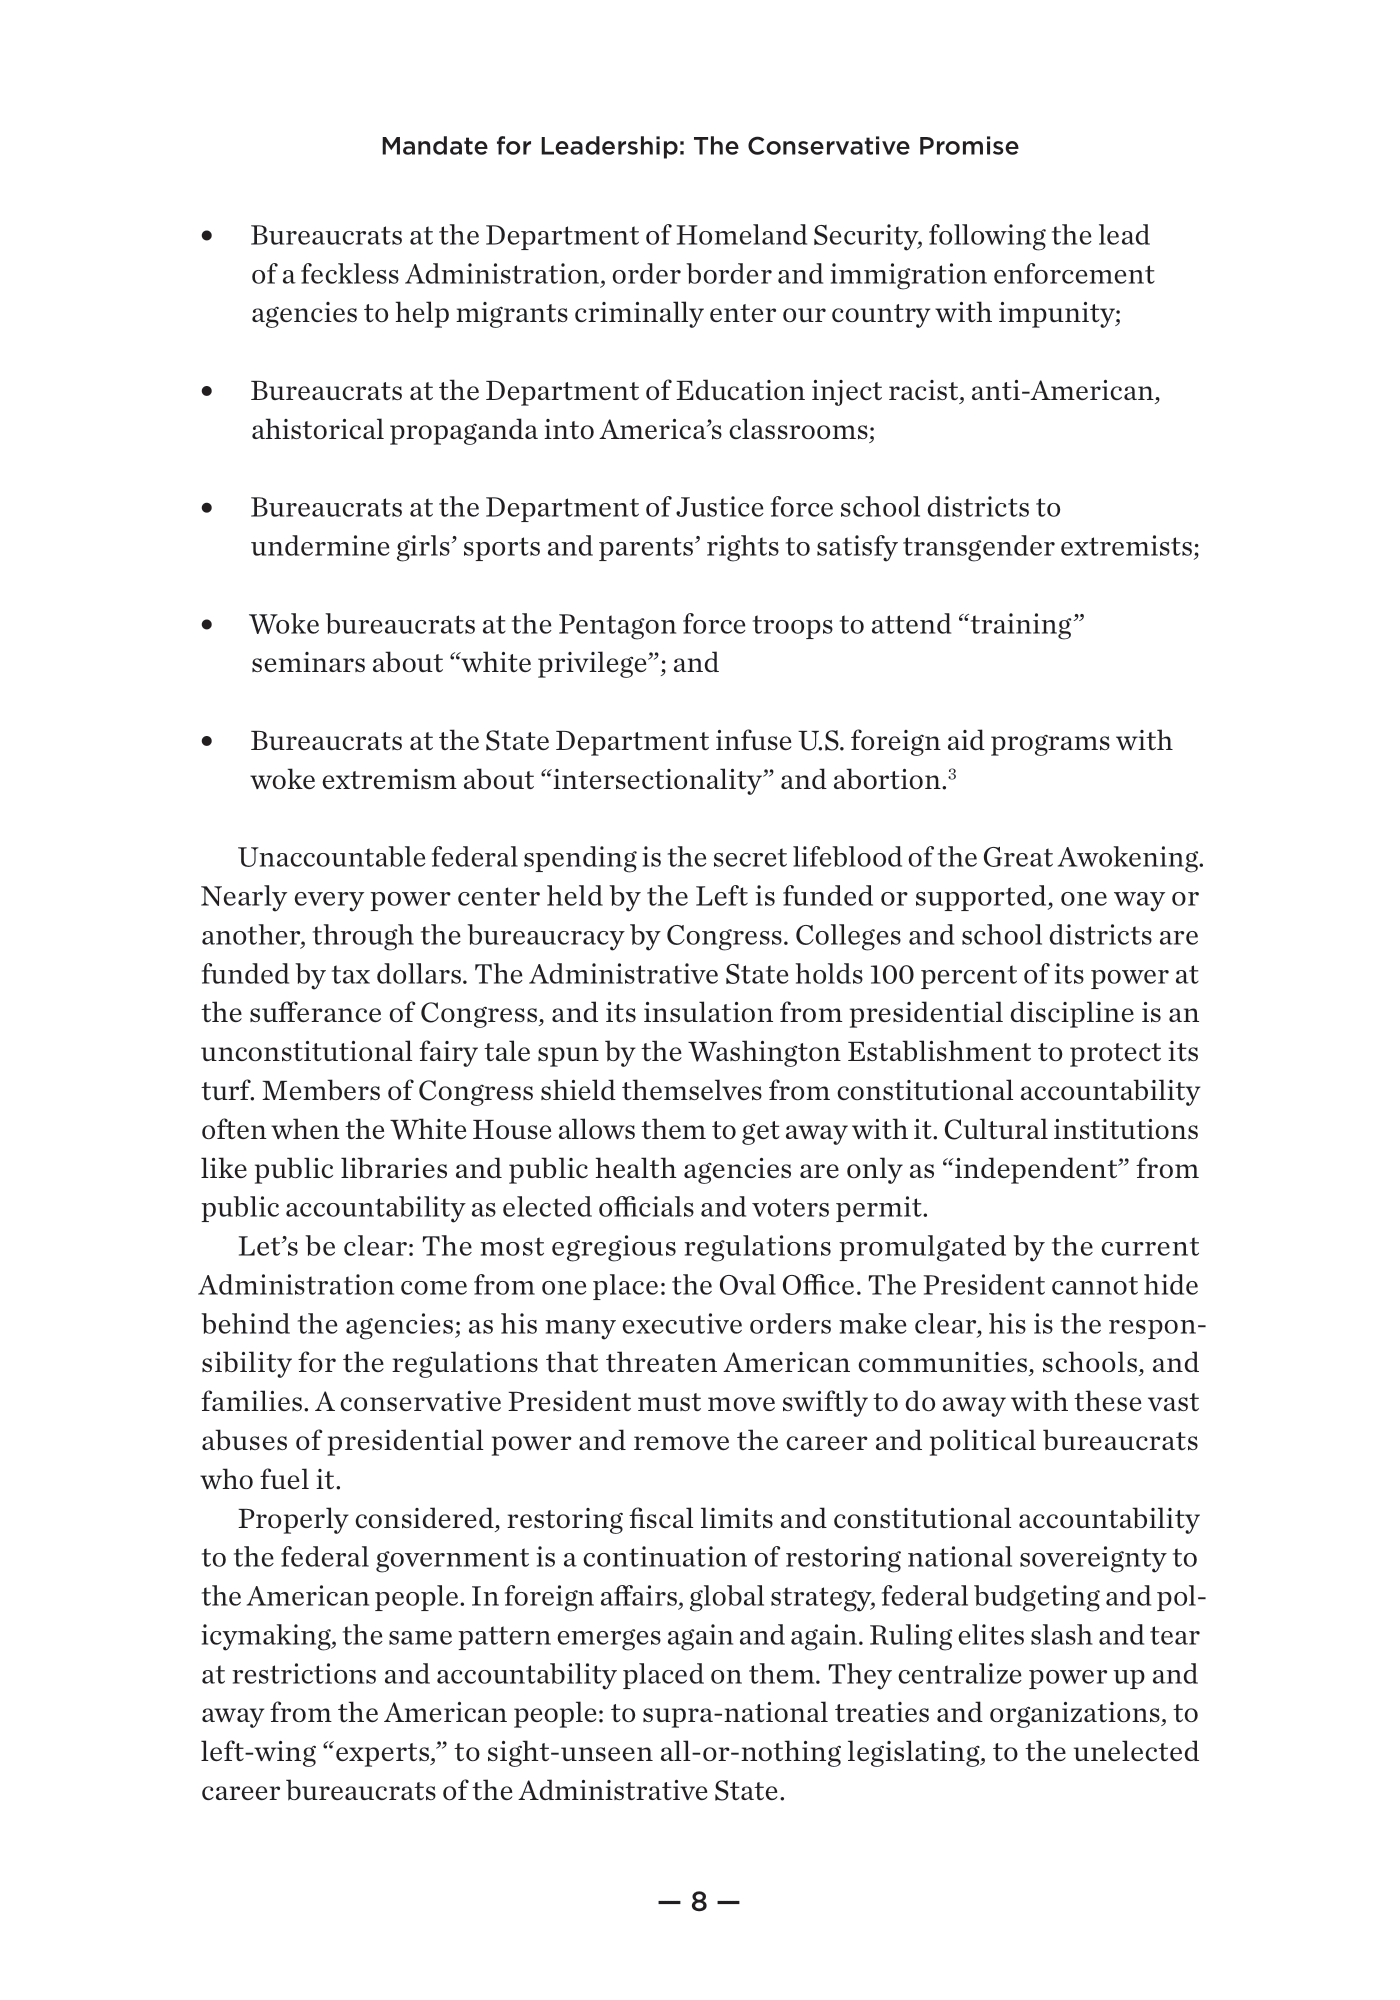 Mandate for Leadership: The Conservative Promise
• Bureaucrats at the Department of Homeland Security, following the lead
of a feckless Administration, order border and immigration enforcement
agencies to help migrants criminally enter our country with impunity;
• Bureaucrats at the Department of Education inject racist, anti-American,
ahistorical propaganda into America’s classrooms;
• Bureaucrats at the Department of Justice force school districts to
undermine girls’ sports and parents’ rights to satisfy transgender extremists;
• Woke bureaucrats at the Pentagon force troops to attend “training”
seminars about “white privilege”; and
• Bureaucrats at the State Department infuse U.S. foreign aid programs with
woke extremism about “intersectionality” and abortion.³
Unaccountable federal spending is the secret lifeblood of the Great Awokening.
Nearly every power center held by the Left is funded or supported, one way or
another, through the bureaucracy by Congress. Colleges and school districts are
funded by tax dollars. The Administrative State holds 100 percent of its power at
the sufferance of Congress, and its insulation from presidential discipline is an
unconstitutional fairy tale spun by the Washington Establishment to protect its
turf. Members of Congress shield themselves from constitutional accountability
often when the White House allows them to get away with it. Cultural institutions
like public libraries and public health agencies are only as “independent” from
public accountability as elected officials and voters permit.
Let’s be clear: The most egregious regulations promulgated by the current
Administration come from one place: the Oval Office. The President cannot hide
behind the agencies; as his many executive orders make clear, his is the respon-
sibility for the regulations that threaten American communities, schools, and
families. A conservative President must move swiftly to do away with these vast
abuses of presidential power and remove the career and political bureaucrats
who fuel it.
Properly considered, restoring fiscal limits and constitutional accountability
to the federal government is a continuation of restoring national sovereignty to
the American people. In foreign affairs, global strategy, federal budgeting and pol-
icymaking, the same pattern emerges again and again. Ruling elites slash and tear
at restrictions and accountability placed on them. They centralize power up and
away from the American people: to supra-national treaties and organizations, to
left-wing “experts,” to sight-unseen all-or-nothing legislating, to the unelected
career bureaucrats of the Administrative State.
— 8 —